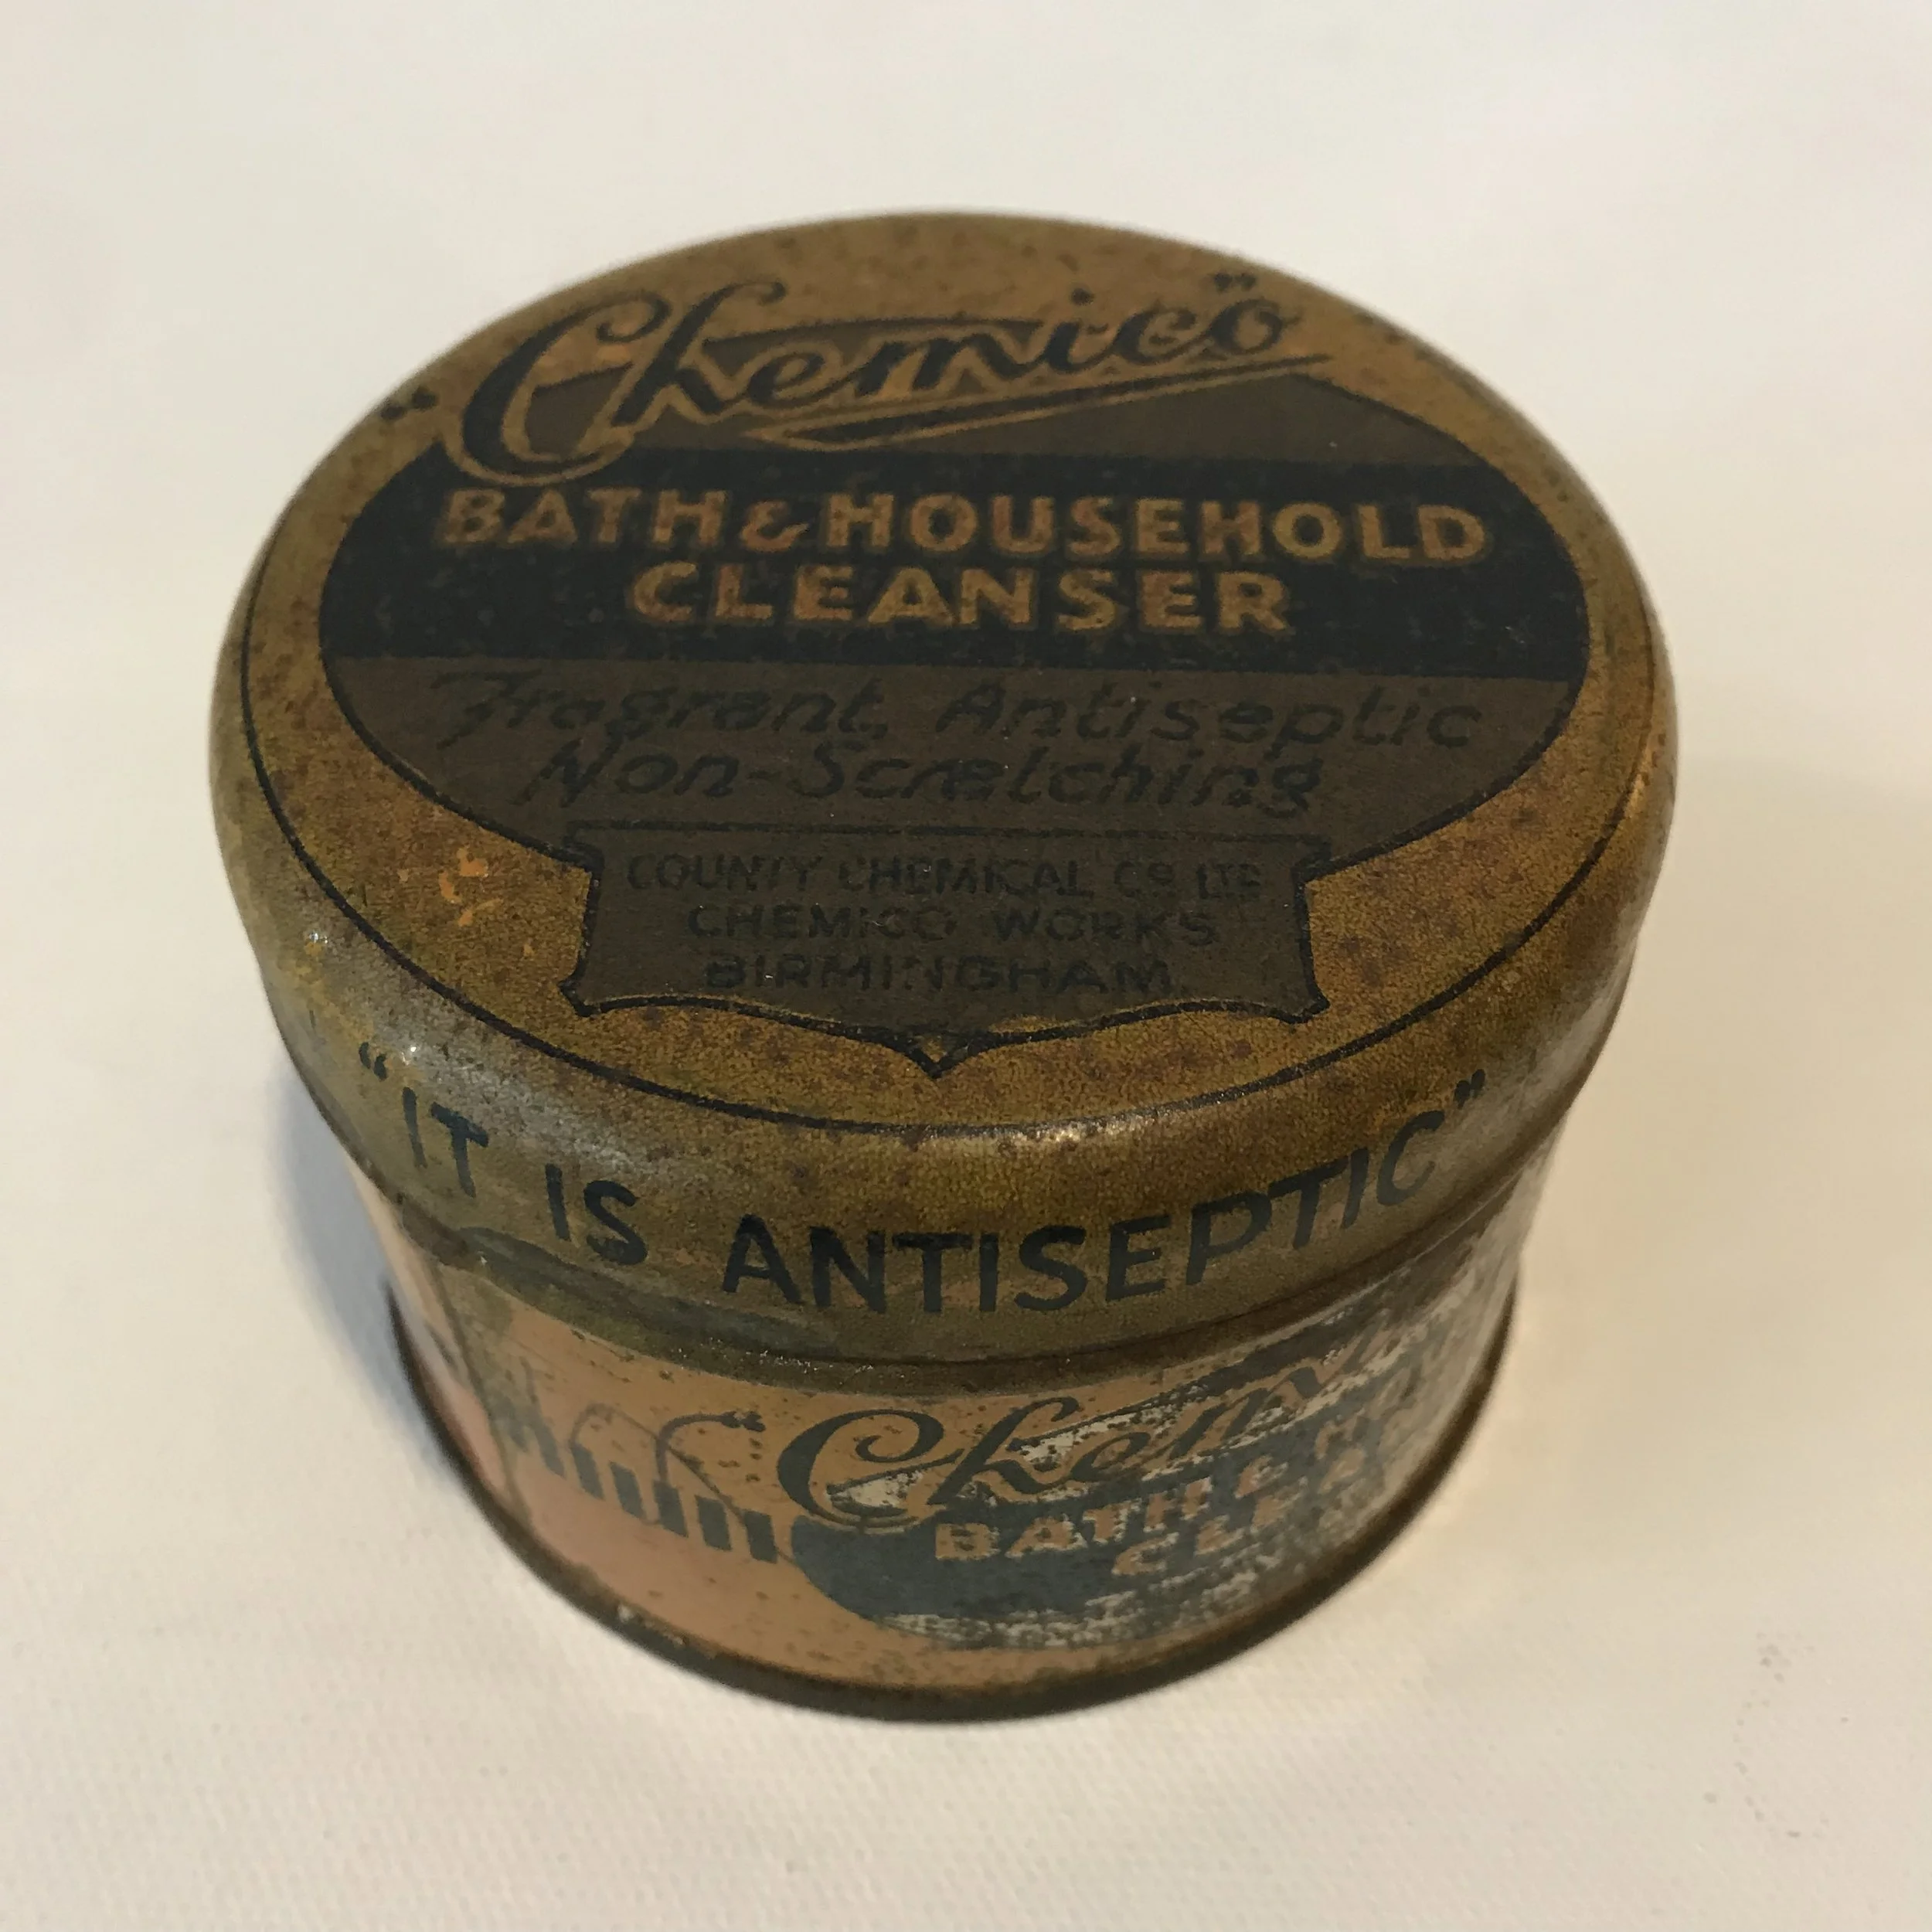 "Chemico"
BATH & HOUSEHOLD
CLEANSER
Fragrant, Antiseptic
Non-Scratching
COUNTY CHEMICAL CO LTD
CHEMICO WORKS
BIRMINGHAM
"IT IS ANTISEPTIC"
"Chem
BATH &
CLEA